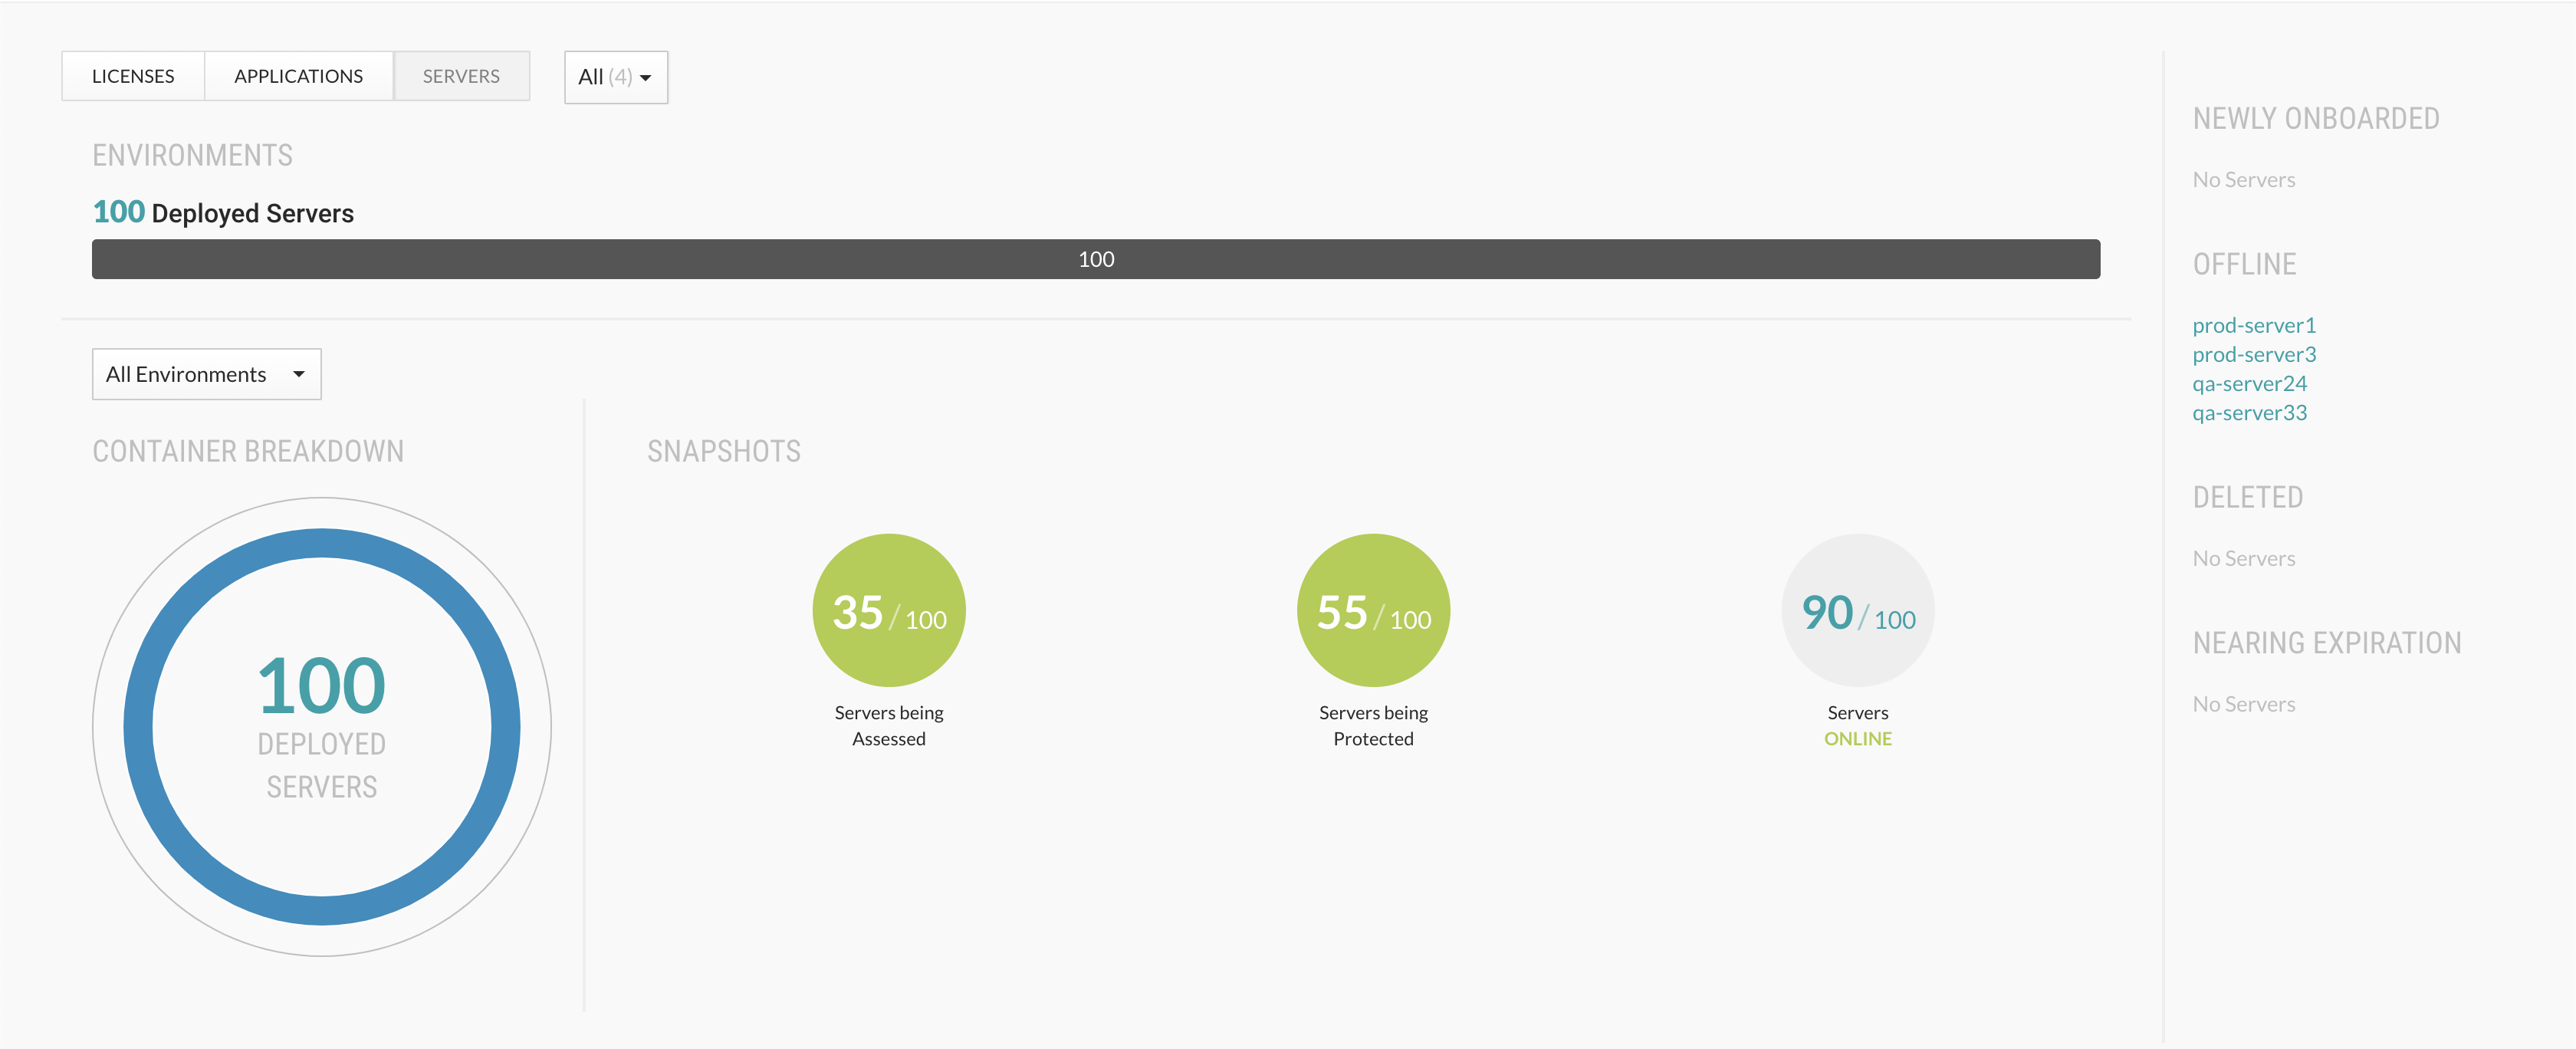 LICENSES APPLICATIONS SERVERS All (4)
ENVIRONMENTS
100 Deployed Servers
100
All Environments
CONTAINER BREAKDOWN
100
DEPLOYED
SERVERS
SNAPSHOTS
35 / 100
Servers being
Assessed
55 / 100
Servers being
Protected
90 / 100
Servers
ONLINE
NEWLY ONBOARDED
No Servers
OFFLINE
prod-server1
prod-server3
qa-server24
qa-server33
DELETED
No Servers
NEARING EXPIRATION
No Servers